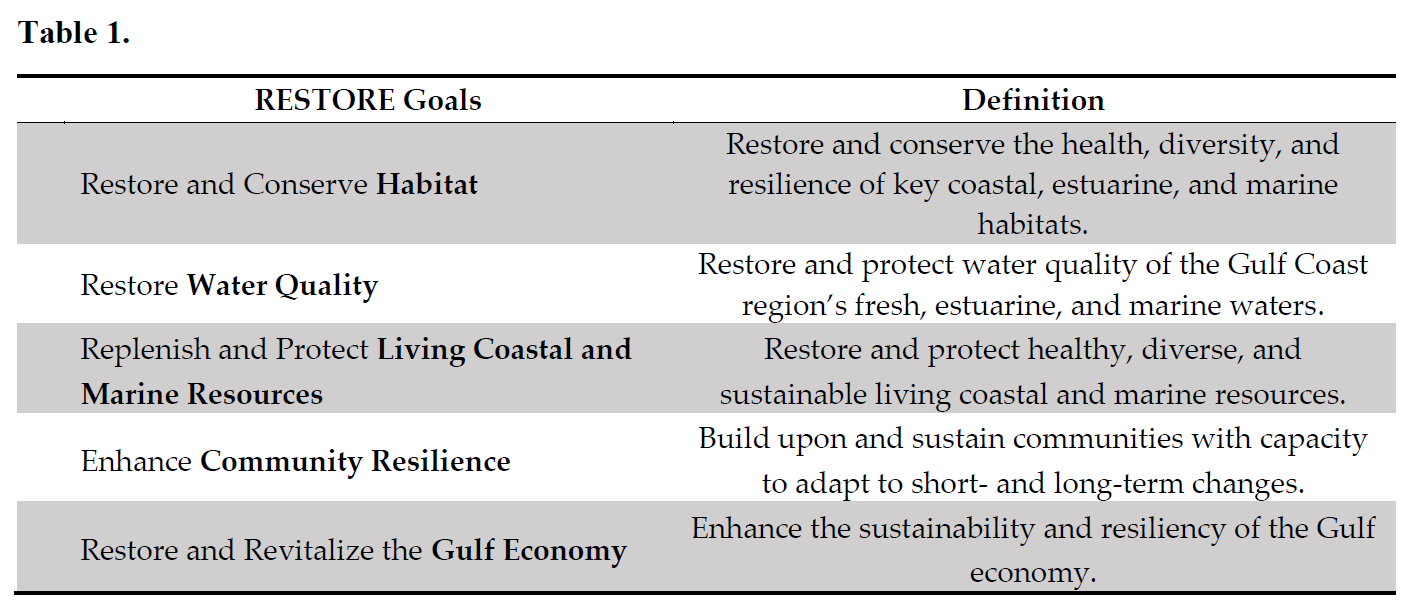 Table 1.
RESTORE Goals Definition
Restore and Conserve Habitat
Restore and conserve the health, diversity, and
resilience of key coastal, estuarine, and marine
habitats.
Restore Water Quality
Restore and protect water quality of the Gulf Coast
region’s fresh, estuarine, and marine waters.
Replenish and Protect Living Coastal and
Marine Resources
Restore and protect healthy, diverse, and
sustainable living coastal and marine resources.
Enhance Community Resilience
Build upon and sustain communities with capacity
to adapt to short- and long-term changes.
Restore and Revitalize the Gulf Economy
Enhance the sustainability and resiliency of the Gulf
economy.